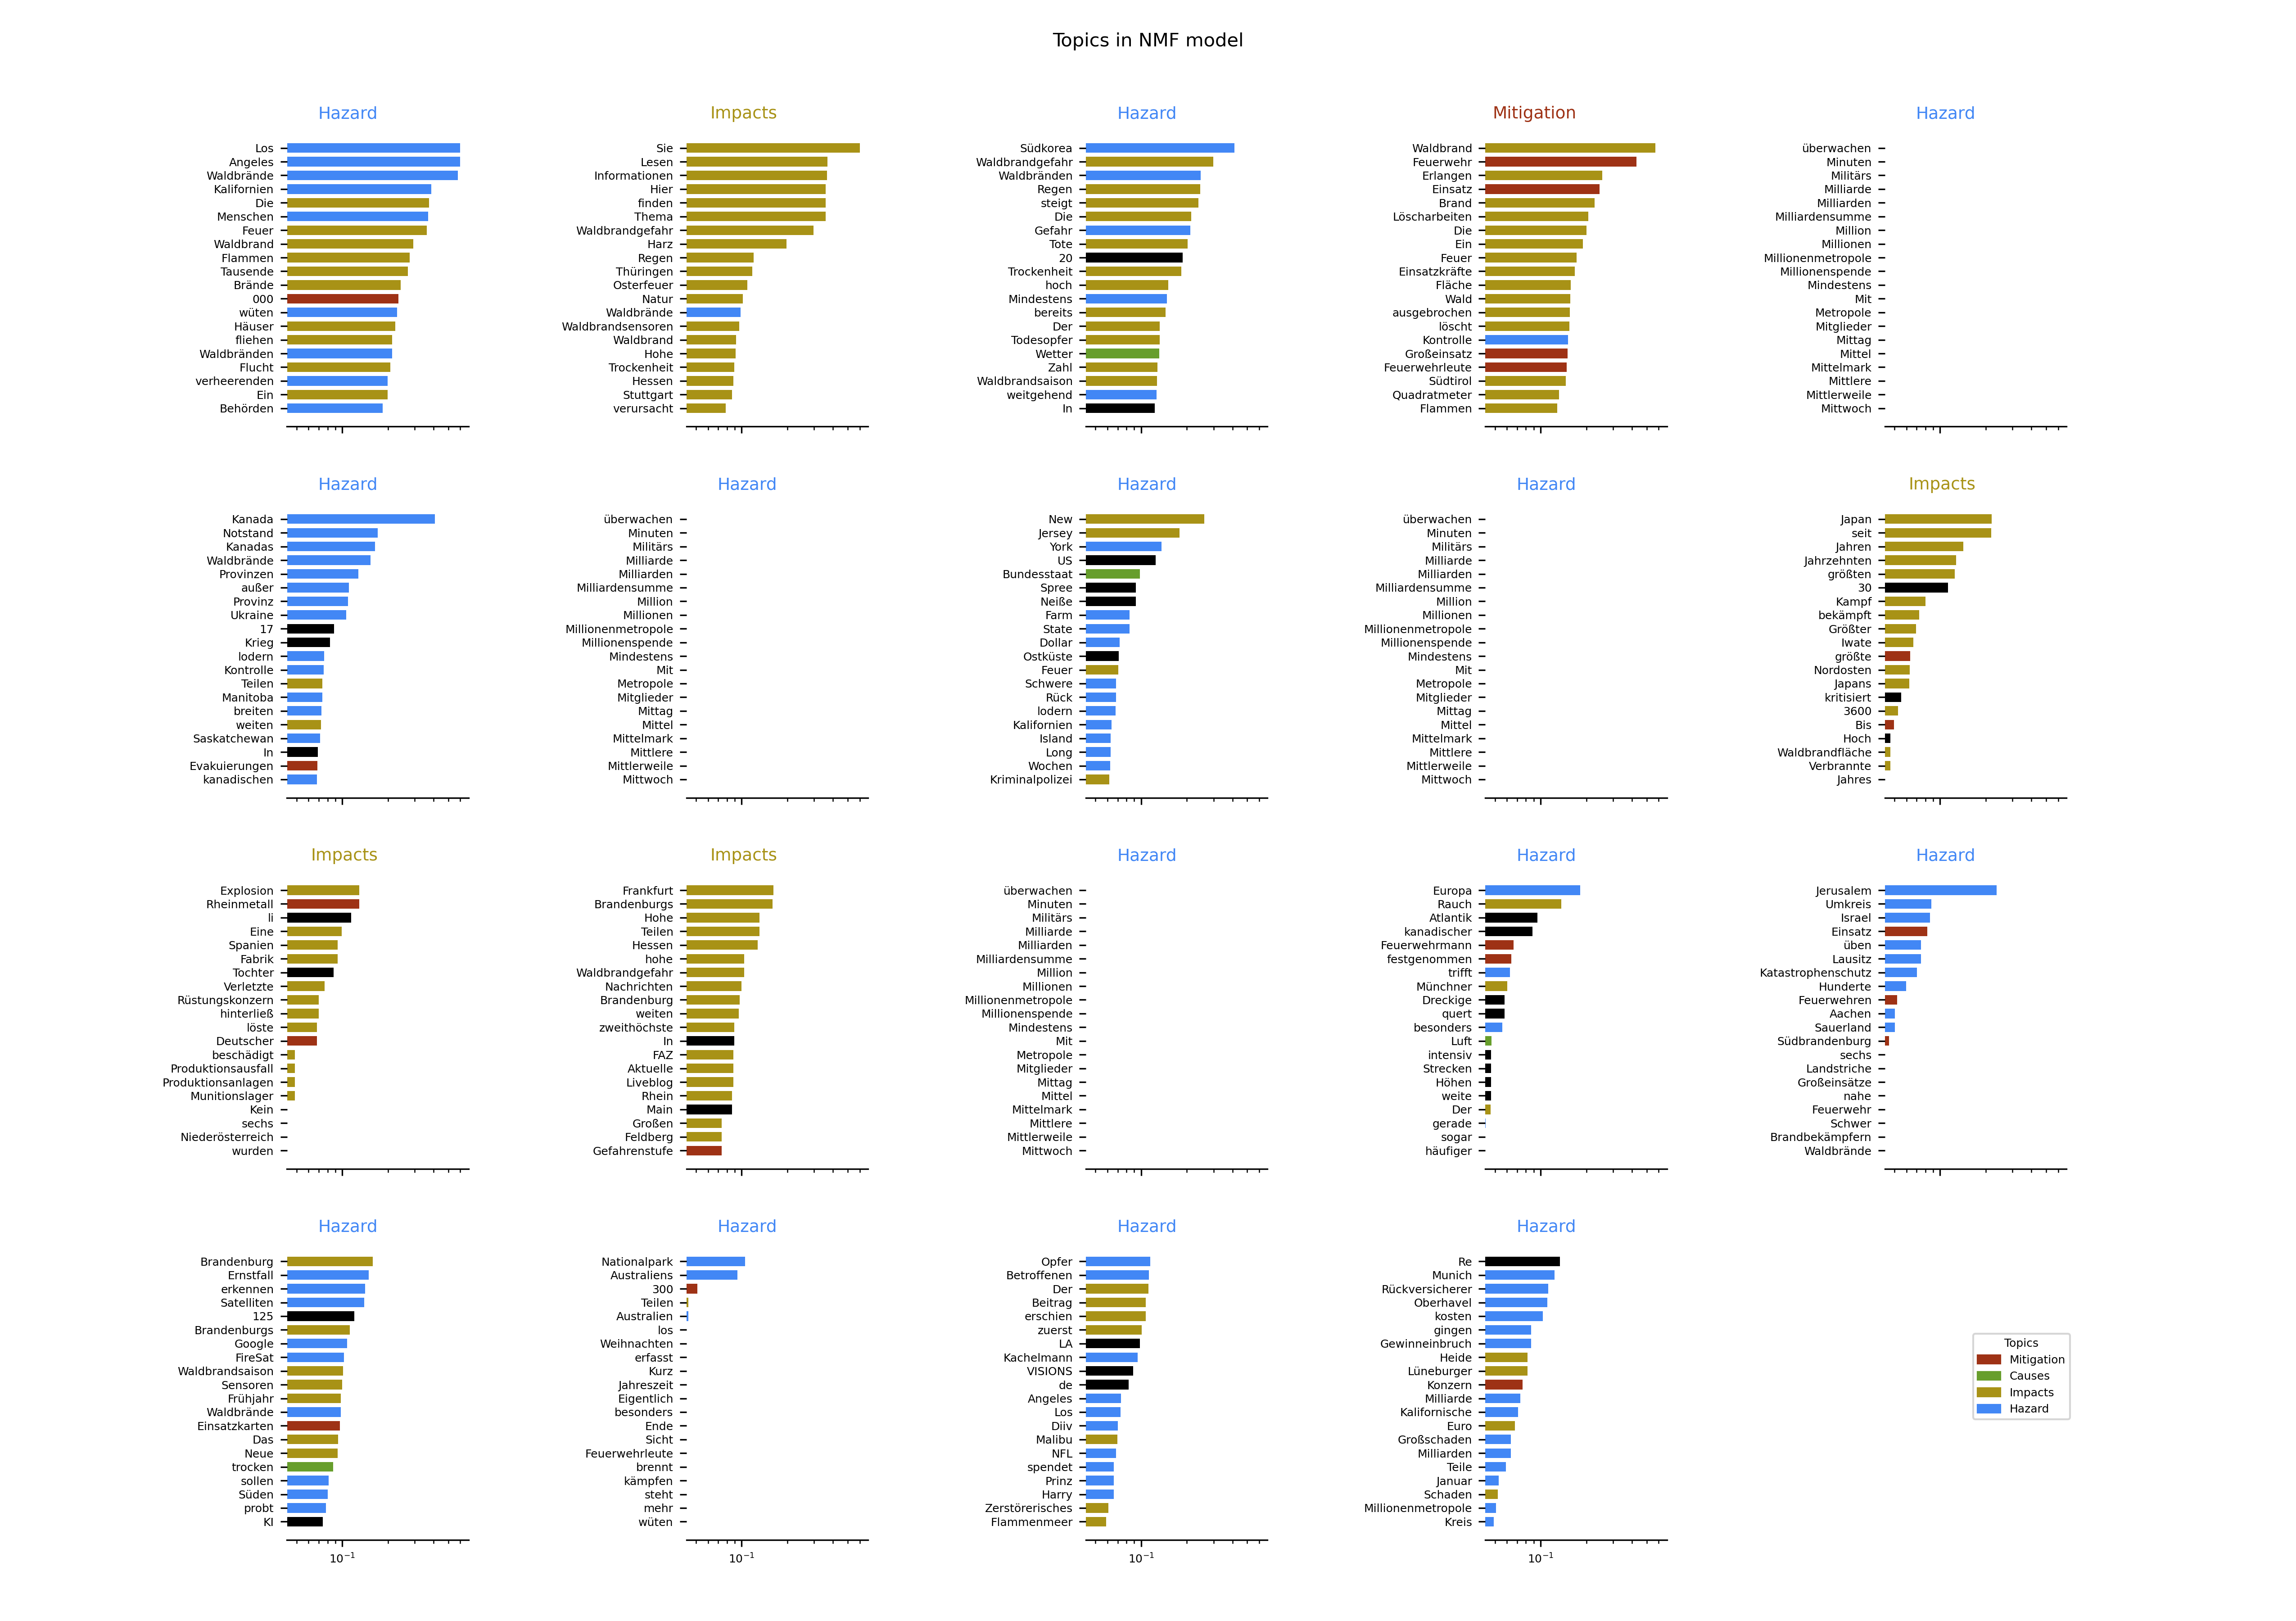 Topics in NMF model
Hazard
Los
Angeles
Waldbrände
Kalifornien
Die
Menschen
Feuer
Waldbrand
Flammen
Tausende
Brände
000
wüten
Häuser
fliehen
Waldbränden
Flucht
verheerenden
Ein
Behörden
Impacts
Sie
Lesen
Informationen
Hier
finden
Thema
Waldbrandgefahr
Harz
Regen
Thüringen
Osterfeuer
Natur
Waldbrände
Waldbrandsensoren
Waldbrand
Hohe
Trockenheit
Hessen
Stuttgart
verursacht
Hazard
Südkorea
Waldbrandgefahr
Waldbränden
Regen
steigt
Die
Gefahr
Tote
20
Trockenheit
hoch
Mindestens
bereits
Der
Todesopfer
Wetter
Zahl
Waldbrandsaison
weitgehend
In
Mitigation
Waldbrand
Feuerwehr
Erlangen
Einsatz
Brand
Löscharbeiten
Die
Ein
Feuer
Einsatzkräfte
Fläche
Wald
ausgebrochen
löscht
Kontrolle
Großeinsatz
Feuerwehrleute
Südtirol
Quadratmeter
Flammen
Hazard
überwachen
Minuten
Militärs
Milliarde
Milliarden
Milliardensumme
Million
Millionen
Millionenmetropole
Millionenspende
Mindestens
Mit
Metropole
Mitglieder
Mittag
Mittel
Mittelmark
Mittlere
Mittlerweile
Mittwoch
Hazard
Kanada
Notstand
Kanadas
Waldbrände
Provinzen
außer
Provinz
Ukraine
17
Krieg
lodern
Kontrolle
Teilen
Manitoba
breiten
weiten
Saskatchewan
In
Evakuierungen
kanadischen
Hazard
überwachen
Minuten
Militärs
Milliarde
Milliarden
Milliardensumme
Million
Millionen
Millionenmetropole
Millionenspende
Mindestens
Mit
Metropole
Mitglieder
Mittag
Mittel
Mittelmark
Mittlere
Mittlerweile
Mittwoch
Hazard
New
Jersey
York
US
Bundesstaat
Spree
Neiße
Farm
State
Dollar
Ostküste
Feuer
Schwere
Rück
lodern
Kalifornien
Island
Long
Wochen
Kriminalpolizei
Hazard
überwachen
Minuten
Militärs
Milliarde
Milliarden
Milliardensumme
Million
Millionen
Millionenmetropole
Millionenspende
Mindestens
Mit
Metropole
Mitglieder
Mittag
Mittel
Mittelmark
Mittlere
Mittlerweile
Mittwoch
Impacts
Japan
seit
Jahren
Jahrzehnten
größten
30
Kampf
bekämpft
Größter
Iwate
größte
Nordosten
Japans
kritisiert
3600
Bis
Hoch
Waldbrandfläche
Verbrannte
Jahres
Impacts
Explosion
Rheinmetall
li
Eine
Spanien
Fabrik
Tochter
Verletzte
Rüstungskonzern
hinterließ
löste
Deutscher
beschädigt
Produktionsausfall
Produktionsanlagen
Munitionslager
Kein
sechs
Niederösterreich
wurden
Impacts
Frankfurt
Brandenburgs
Hohe
Teilen
Hessen
hohe
Waldbrandgefahr
Nachrichten
Brandenburg
weiten
zweithöchste
In
FAZ
Aktuelle
Liveblog
Rhein
Main
Großen
Feldberg
Gefahrenstufe
Hazard
überwachen
Minuten
Militärs
Milliarde
Milliarden
Milliardensumme
Million
Millionen
Millionenmetropole
Millionenspende
Mindestens
Mit
Metropole
Mitglieder
Mittag
Mittel
Mittelmark
Mittlere
Mittlerweile
Mittwoch
Hazard
Europa
Rauch
Atlantik
kanadischer
Feuerwehrmann
festgenommen
trifft
Münchner
Dreckige
quert
besonders
Luft
intensiv
Strecken
Höhen
weite
Der
gerade
sogar
häufiger
Hazard
Jerusalem
Umkreis
Israel
Einsatz
üben
Lausitz
Katastrophenschutz
Hunderte
Feuerwehren
Aachen
Sauerland
Südbrandenburg
sechs
Landstriche
Großeinsätze
nahe
Feuerwehr
Schwer
Brandbekämpfern
Waldbrände
Hazard
Brandenburg
Ernstfall
erkennen
Satelliten
125
Brandenburgs
Google
FireSat
Waldbrandsaison
Sensoren
Frühjahr
Waldbrände
Einsatzkarten
Das
Neue
trocken
sollen
Süden
probt
KI
10⁻¹
Hazard
Nationalpark
Australiens
300
Teilen
Australien
los
Weihnachten
erfasst
Kurz
Jahreszeit
Eigentlich
besonders
Ende
Sicht
Feuerwehrleute
brennt
kämpfen
steht
mehr
wüten
10⁻¹
Hazard
Opfer
Betroffenen
Der
Beitrag
erschien
zuerst
LA
Kachelmann
VISIONS
de
Angeles
Los
Diiv
Malibu
NFL
spendet
Prinz
Harry
Zerstörerisches
Flammenmeer
10⁻¹
Hazard
Re
Munich
Rückversicherer
Oberhavel
kosten
gingen
Gewinneinbruch
Heide
Lüneburger
Konzern
Milliarde
Kalifornische
Euro
Großschaden
Milliarden
Teile
Januar
Schaden
Millionenmetropole
Kreis
10⁻¹
Topics
Mitigation
Causes
Impacts
Hazard